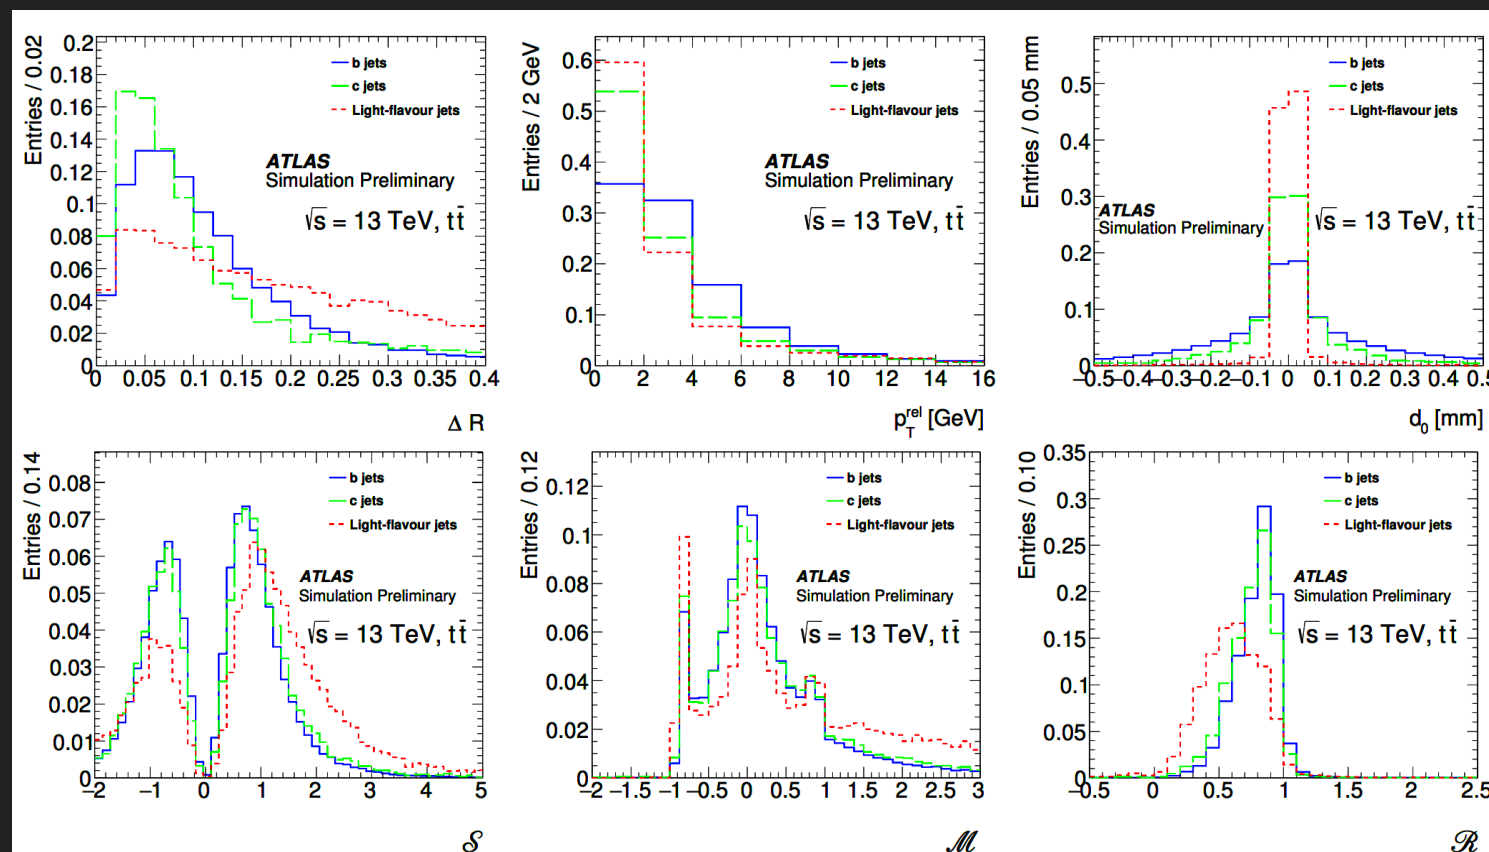 Entries / 0.02
0.2
0.18
0.16
0.14
0.12
0.1
0.08
0.06
0.04
0.02
0
b jets
c jets
Light-flavour jets
ATLAS
Simulation Preliminary
√s = 13 TeV, tt̄
0 0.05 0.1 0.15 0.2 0.25 0.3 0.35 0.4
Δ R
Entries / 2 GeV
0.6
0.5
0.4
0.3
0.2
0.1
0
b jets
c jets
Light-flavour jets
ATLAS
Simulation Preliminary
√s = 13 TeV, tt̄
0 2 4 6 8 10 12 14 16
p_T^rel [GeV]
Entries / 0.05 mm
0.5
0.4
0.3
0.2
0.1
0
b jets
c jets
Light-flavour jets
ATLAS
Simulation Preliminary
√s = 13 TeV, tt̄
−0.5 −0.4 −0.3 −0.2 −0.1 0 0.1 0.2 0.3 0.4 0.5
d₀ [mm]
Entries / 0.14
0.08
0.07
0.06
0.05
0.04
0.03
0.02
0.01
0
b jets
c jets
Light-flavour jets
ATLAS
Simulation Preliminary
√s = 13 TeV, tt̄
−2 −1 0 1 2 3 4 5
𝒮
Entries / 0.12
0.12
0.1
0.08
0.06
0.04
0.02
0
b jets
c jets
Light-flavour jets
ATLAS
Simulation Preliminary
√s = 13 TeV, tt̄
−2 −1.5 −1 −0.5 0 0.5 1 1.5 2 2.5 3
ℳ
Entries / 0.10
0.35
0.3
0.25
0.2
0.15
0.1
0.05
0
b jets
c jets
Light-flavour jets
ATLAS
Simulation Preliminary
√s = 13 TeV, tt̄
−0.5 0 0.5 1 1.5 2 2.5
ℛ